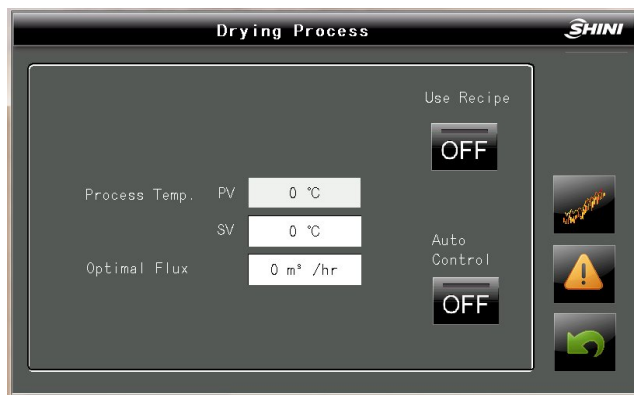 Drying Process
SHINI
Use Recipe
OFF
Process Temp. PV 0 ℃
SV 0 ℃
Auto
Control
Optimal Flux 0 m³ /hr
OFF